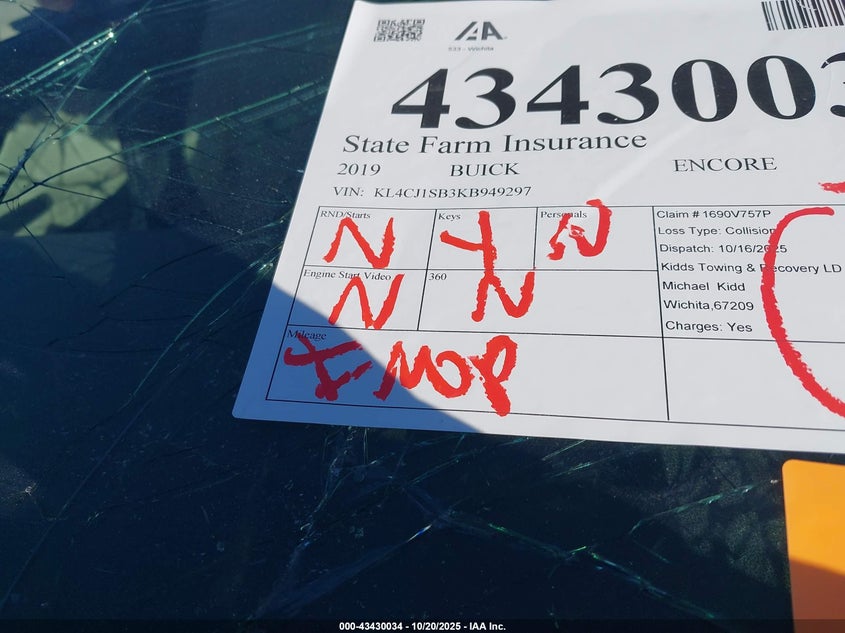 IAA
533 - Wichita
4343003
State Farm Insurance
2019 BUICK ENCORE
VIN: KL4CJ1SB3KB949297
RND/Starts Keys Personals
N Y N
Engine Start Video 360
N N
Mileage
INOP
Claim # 1690V757P
Loss Type: Collision
Dispatch: 10/16/2025
Kidds Towing & Recovery LD
Michael Kidd
Wichita,67209
Charges: Yes
000-43430034 - 10/20/2025 - IAA Inc.